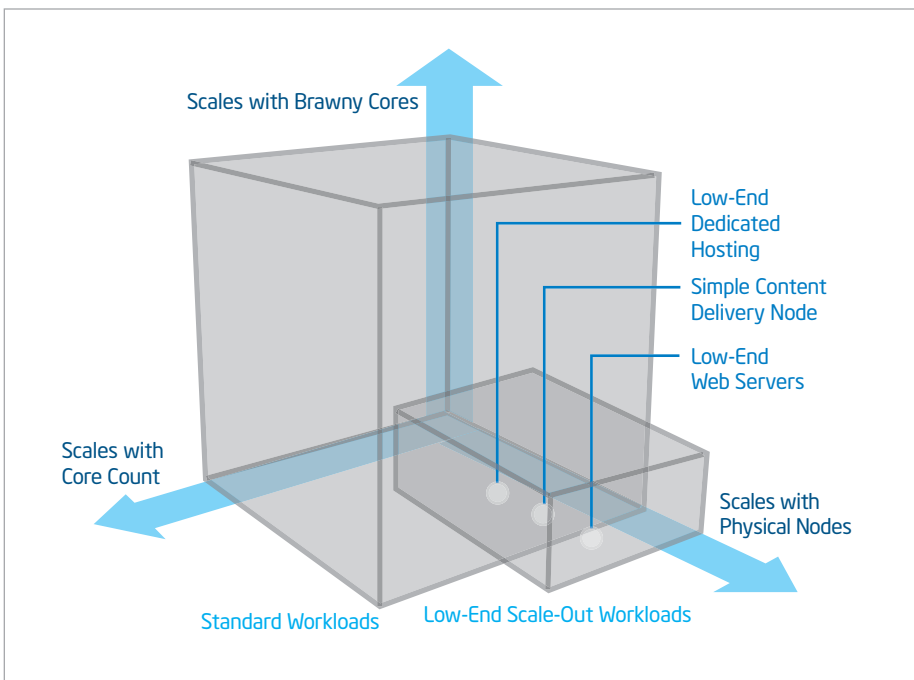 Scales with Brawny Cores
Low-End
Dedicated
Hosting
Simple Content
Delivery Node
Low-End
Web Servers
Scales with
Core Count
Scales with
Physical Nodes
Standard Workloads
Low-End Scale-Out Workloads